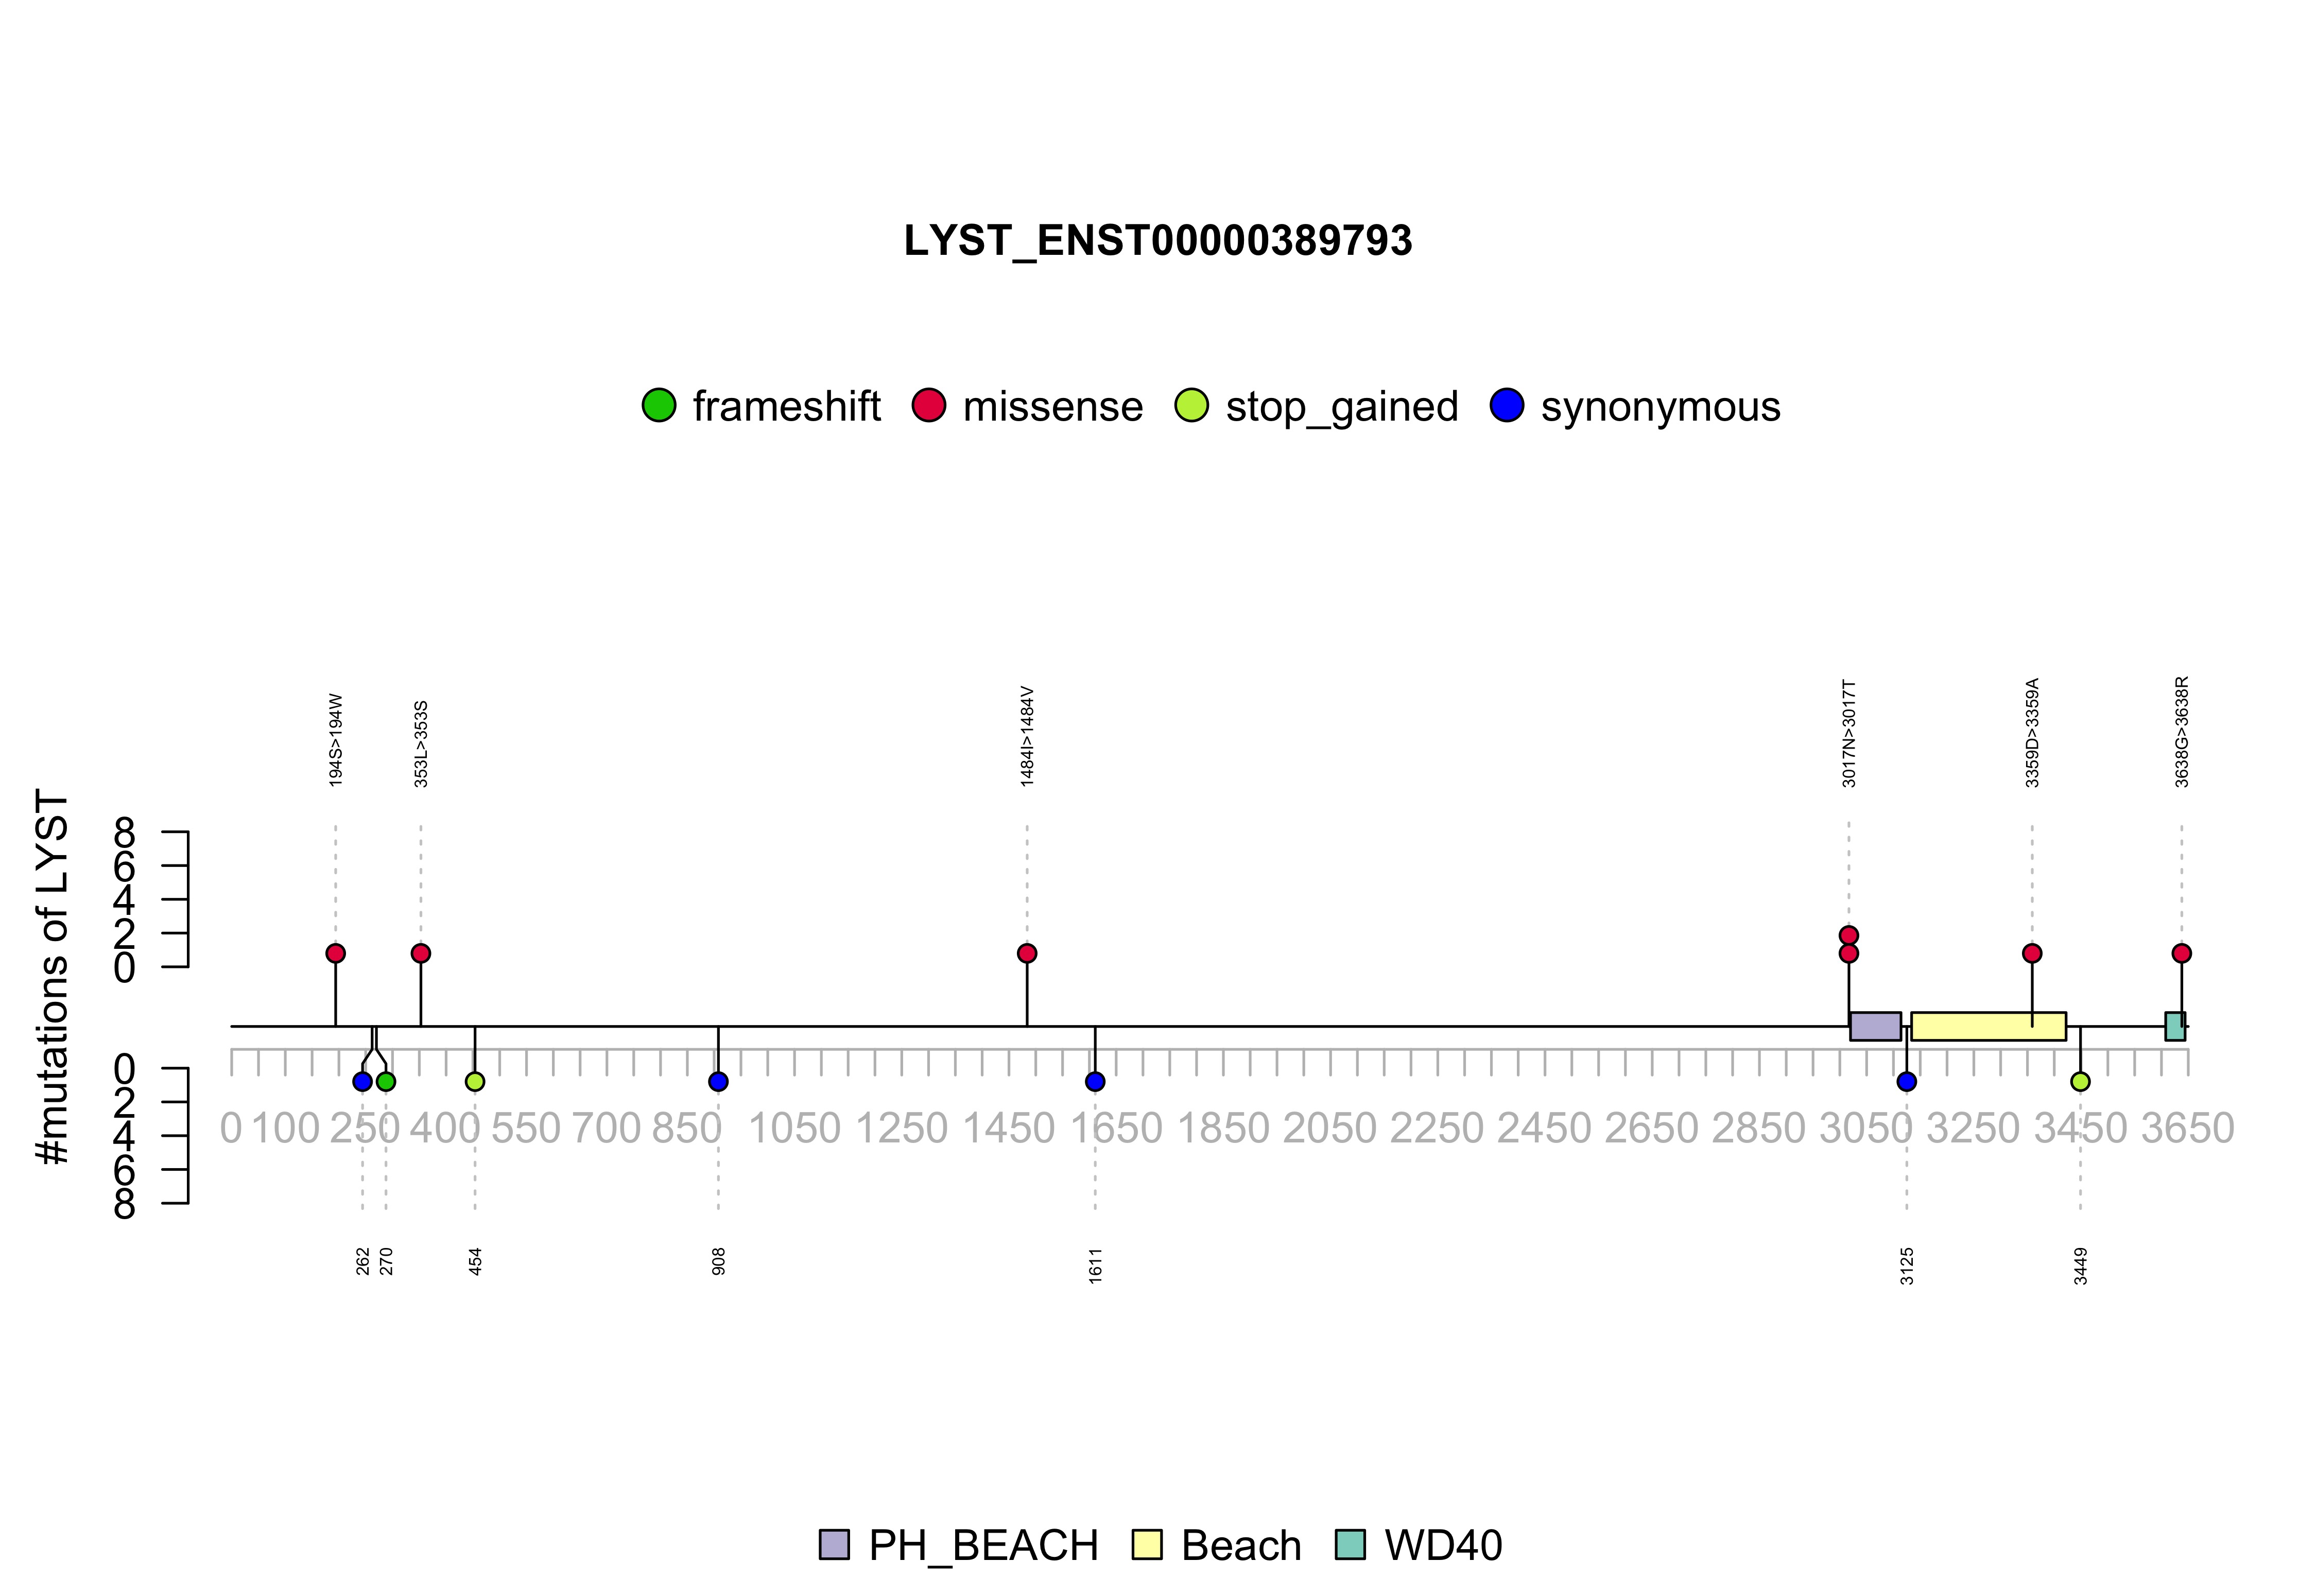 LYST_ENST00000389793
frameshift missense stop_gained synonymous
194S>194W 353L>353S 1484I>1484V 3017N>3017T 3359D>3359A 3638G>3638R
#mutations of LYST
8
6
4
2
0
0
2
4
6
8
0 100 250 400 550 700 850 1050 1250 1450 1650 1850 2050 2250 2450 2650 2850 3050 3250 3450 3650
262 270 454 908 1611 3125 3449
PH_BEACH Beach WD40